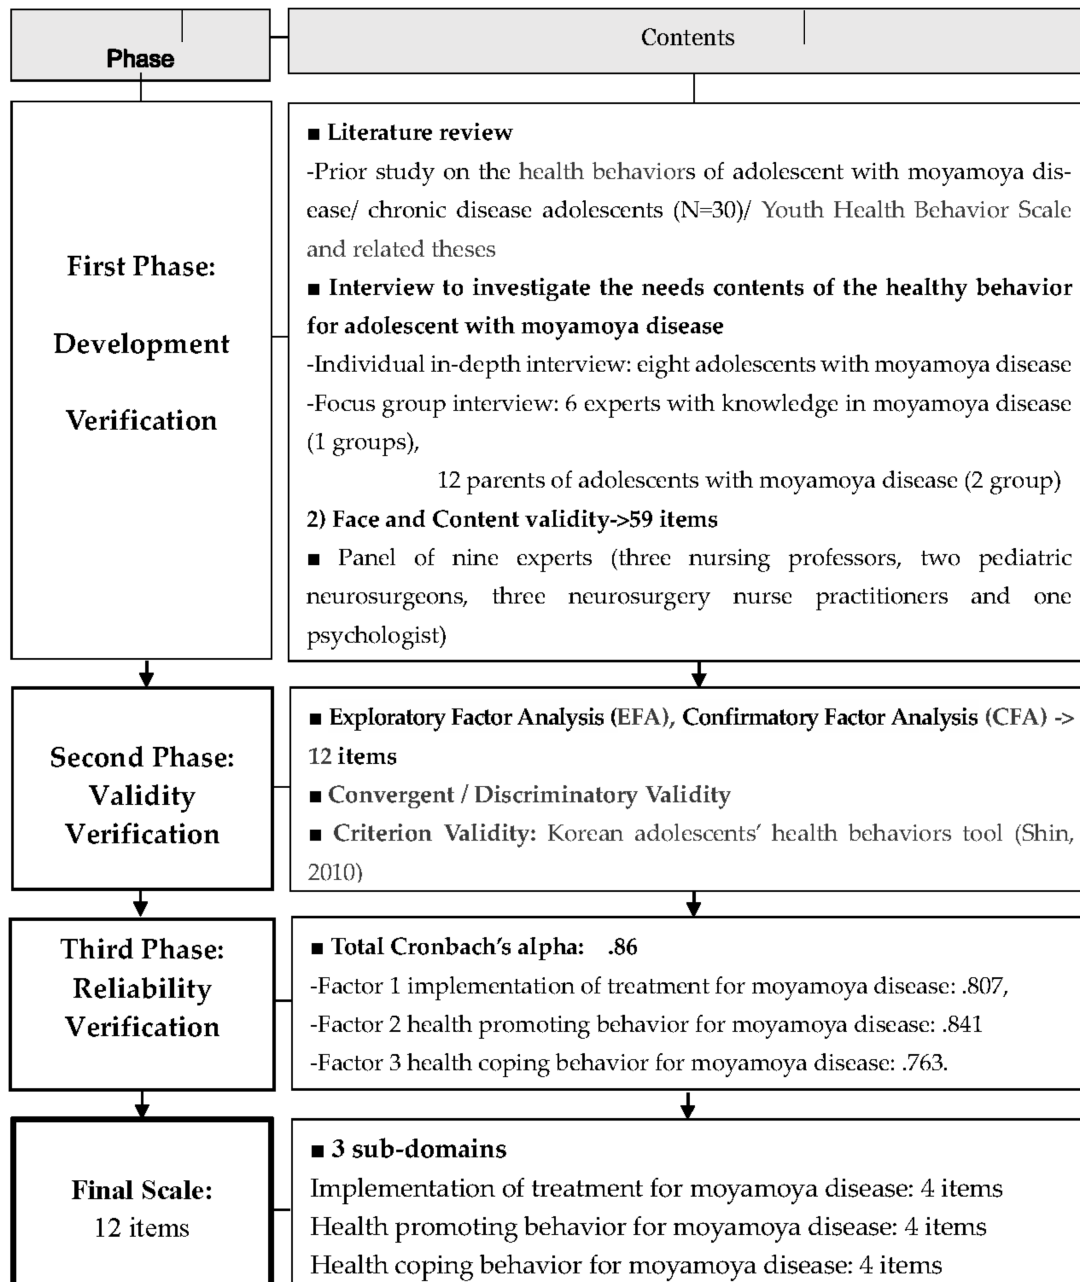 Phase
Contents
First Phase:
Development
Verification
■ Literature review
-Prior study on the health behaviors of adolescent with moyamoya dis-
ease/ chronic disease adolescents (N=30)/ Youth Health Behavior Scale
and related theses
■ Interview to investigate the needs contents of the healthy behavior
for adolescent with moyamoya disease
-Individual in-depth interview: eight adolescents with moyamoya disease
-Focus group interview: 6 experts with knowledge in moyamoya disease
(1 groups),
12 parents of adolescents with moyamoya disease (2 group)
2) Face and Content validity->59 items
■ Panel of nine experts (three nursing professors, two pediatric
neurosurgeons, three neurosurgery nurse practitioners and one
psychologist)
Second Phase:
Validity
Verification
■ Exploratory Factor Analysis (EFA), Confirmatory Factor Analysis (CFA) ->
12 items
■ Convergent / Discriminatory Validity
■ Criterion Validity: Korean adolescents' health behaviors tool (Shin,
2010)
Third Phase:
Reliability
Verification
■ Total Cronbach's alpha: .86
-Factor 1 implementation of treatment for moyamoya disease: .807,
-Factor 2 health promoting behavior for moyamoya disease: .841
-Factor 3 health coping behavior for moyamoya disease: .763.
Final Scale:
12 items
■ 3 sub-domains
Implementation of treatment for moyamoya disease: 4 items
Health promoting behavior for moyamoya disease: 4 items
Health coping behavior for moyamoya disease: 4 items